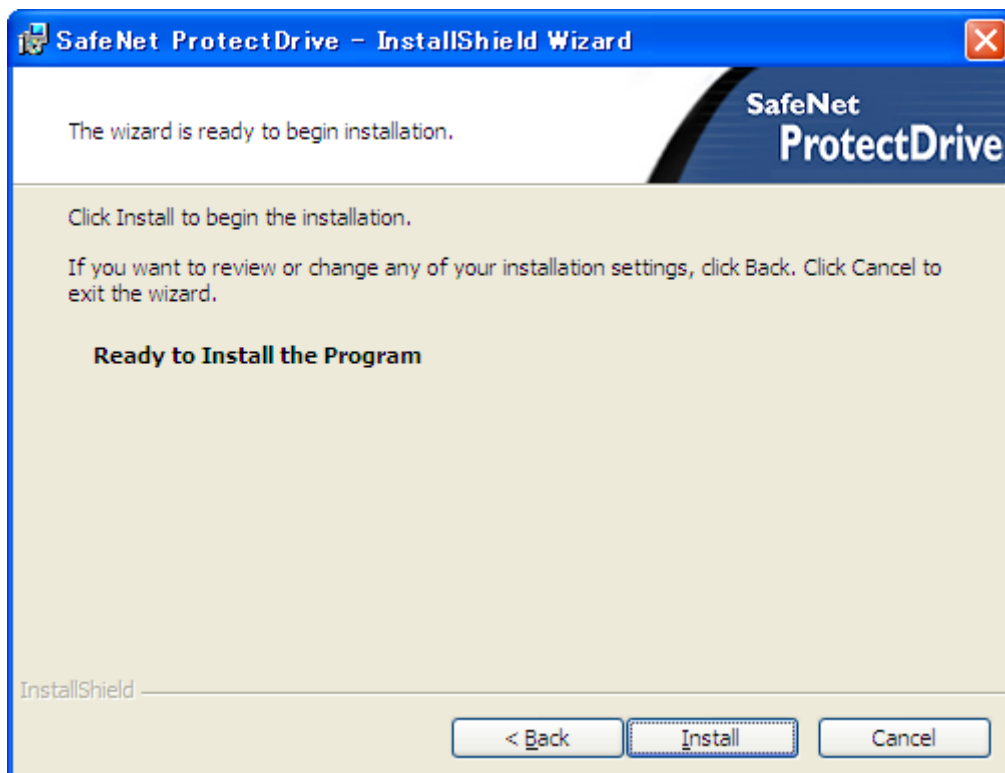 SafeNet ProtectDrive - InstallShield Wizard
The wizard is ready to begin installation.
SafeNet
ProtectDrive
Click Install to begin the installation.
If you want to review or change any of your installation settings, click Back. Click Cancel to
exit the wizard.
Ready to Install the Program
InstallShield
< Back
Install
Cancel